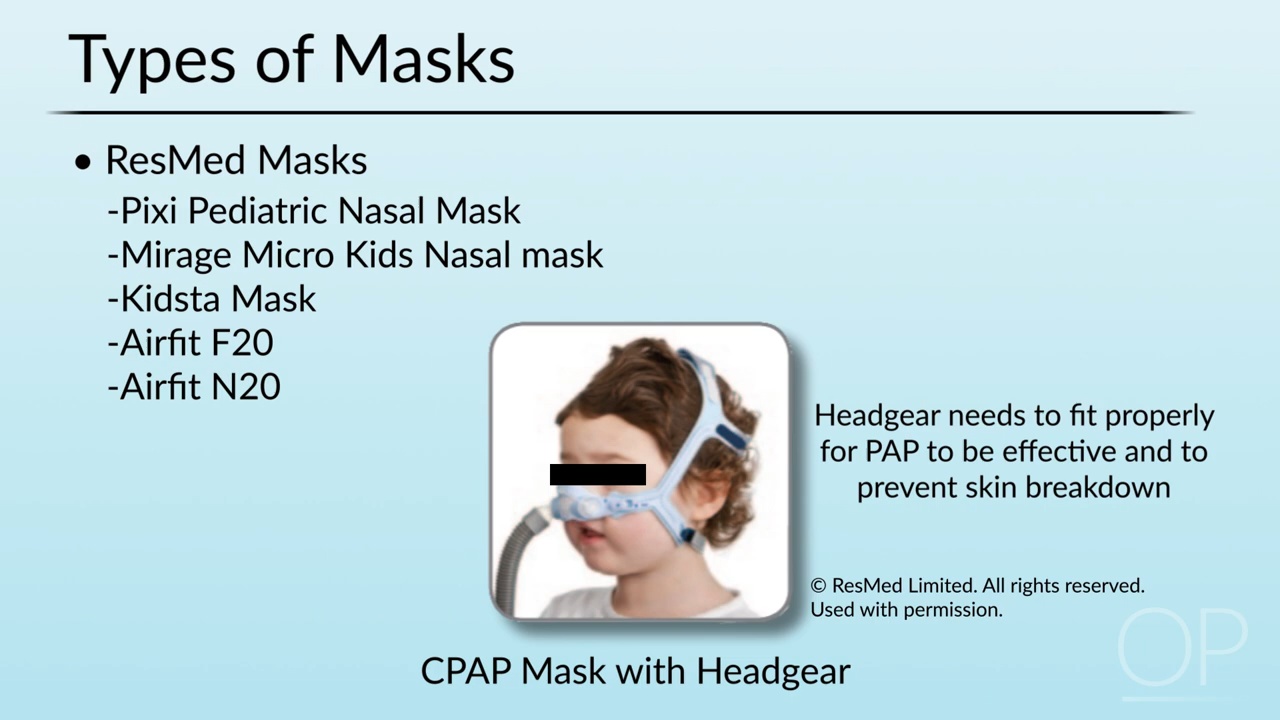 Types of Masks
• ResMed Masks
-Pixi Pediatric Nasal Mask
-Mirage Micro Kids Nasal mask
-Kidsta Mask
-Airfit F20
-Airfit N20
Headgear needs to fit properly
for PAP to be effective and to
prevent skin breakdown
© ResMed Limited. All rights reserved.
Used with permission.
CPAP Mask with Headgear
OP